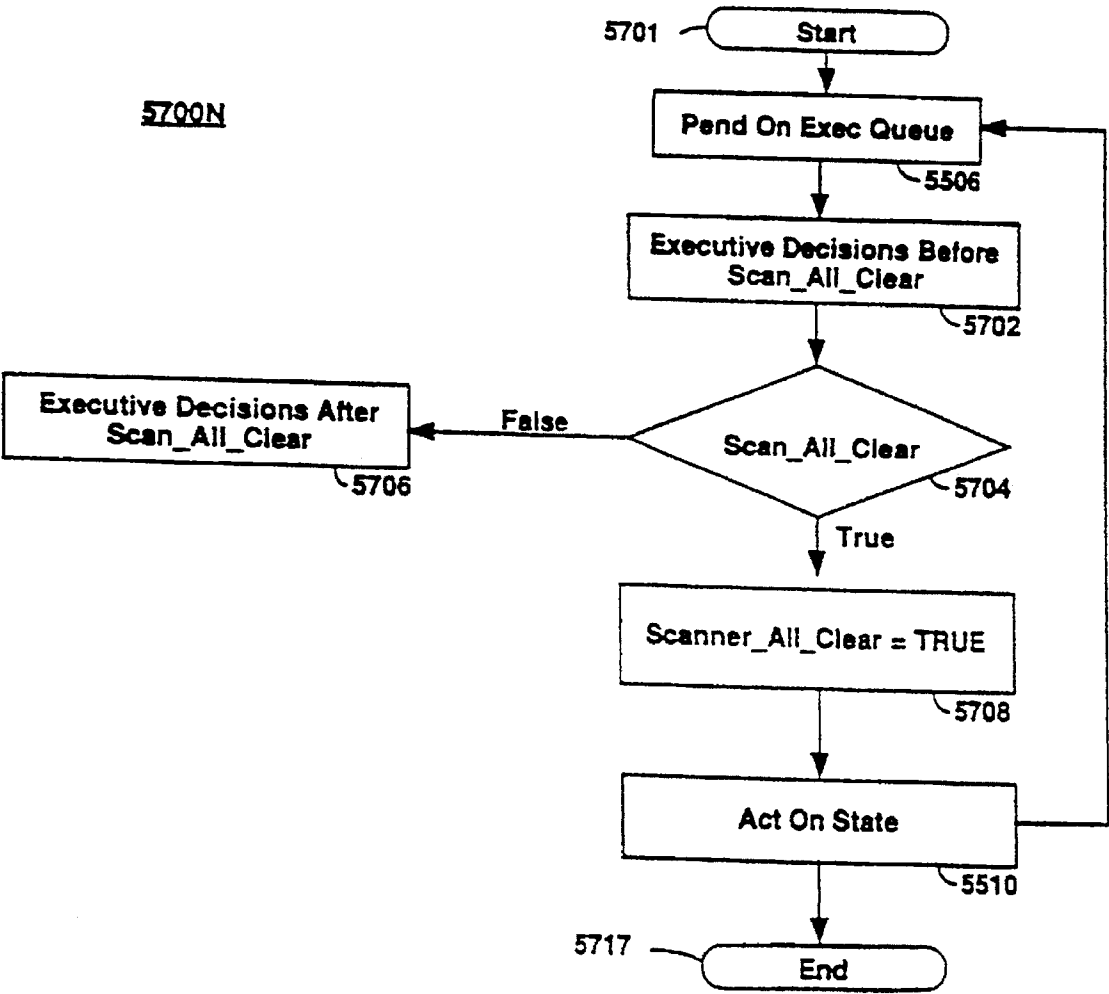 5701
Start
5700N
Pend On Exec Queue
5506
Executive Decisions Before
Scan_All_Clear
5702
Executive Decisions After
Scan_All_Clear
5706
False
Scan_All_Clear
5704
True
Scanner_All_Clear = TRUE
5708
Act On State
5510
5717
End